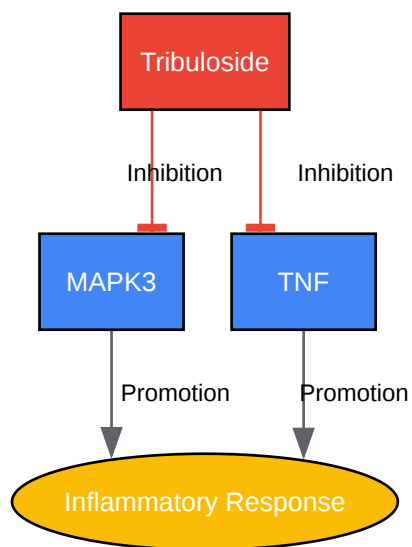 Tribuloside
Inhibition
Inhibition
MAPK3
TNF
Promotion
Promotion
Inflammatory Response